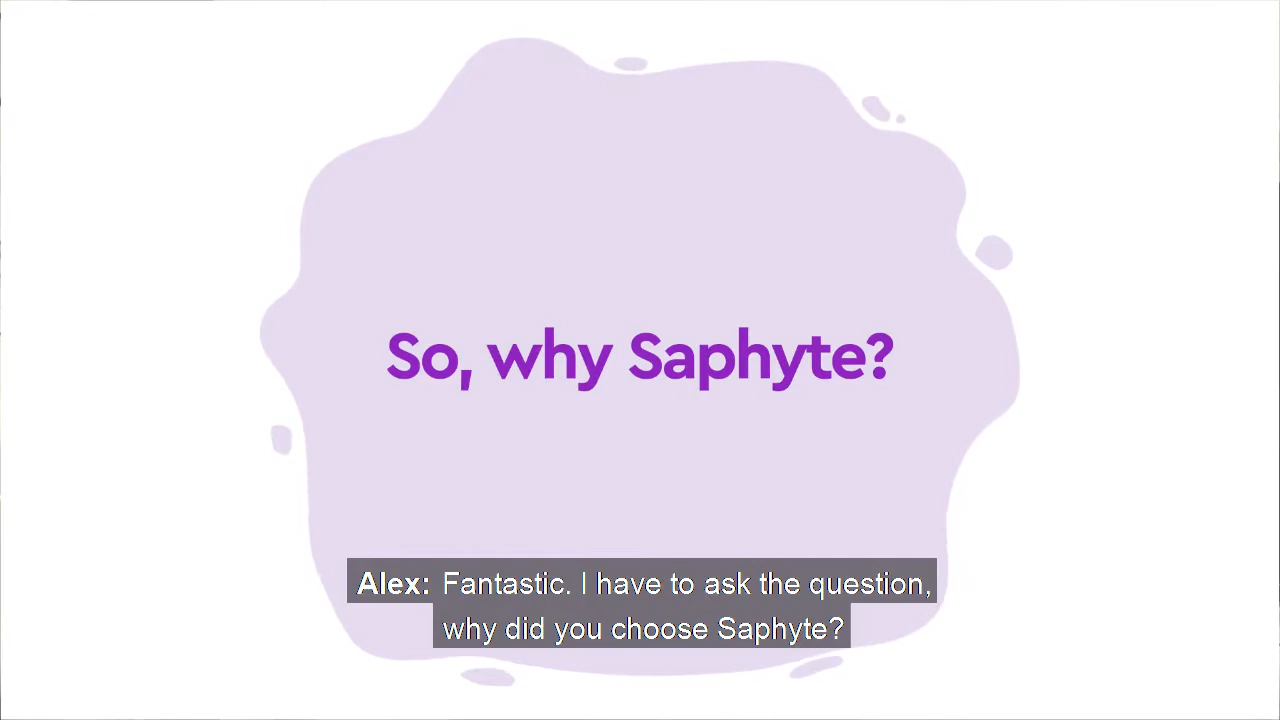 So, why Saphyte?
Alex: Fantastic. I have to ask the question,
why did you choose Saphyte?